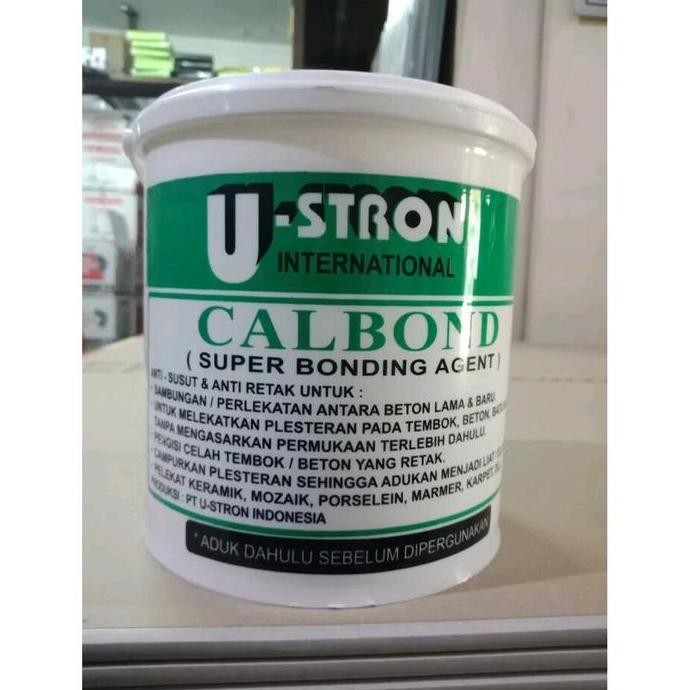 U-STRON
INTERNATIONAL
CALBOND
( SUPER BONDING AGENT )
ANTI - SUSUT & ANTI RETAK UNTUK :
- SAMBUNGAN / PERLEKATAN ANTARA BETON LAMA & BARU.
- UNTUK MELEKATKAN PLESTERAN PADA TEMBOK, BETON,
TANPA MENGASARKAN PERMUKAAN TERLEBIH DAHULU.
- PENGISI CELAH TEMBOK / BETON YANG RETAK.
- CAMPURKAN PLESTERAN SEHINGGA ADUKAN MENJADI LIAT
- PELEKAT KERAMIK, MOZAIK, PORSELEIN, MARMER, KARPET,
PRODUKSI : PT U-STRON INDONESIA
* ADUK DAHULU SEBELUM DIPERGUNAKAN